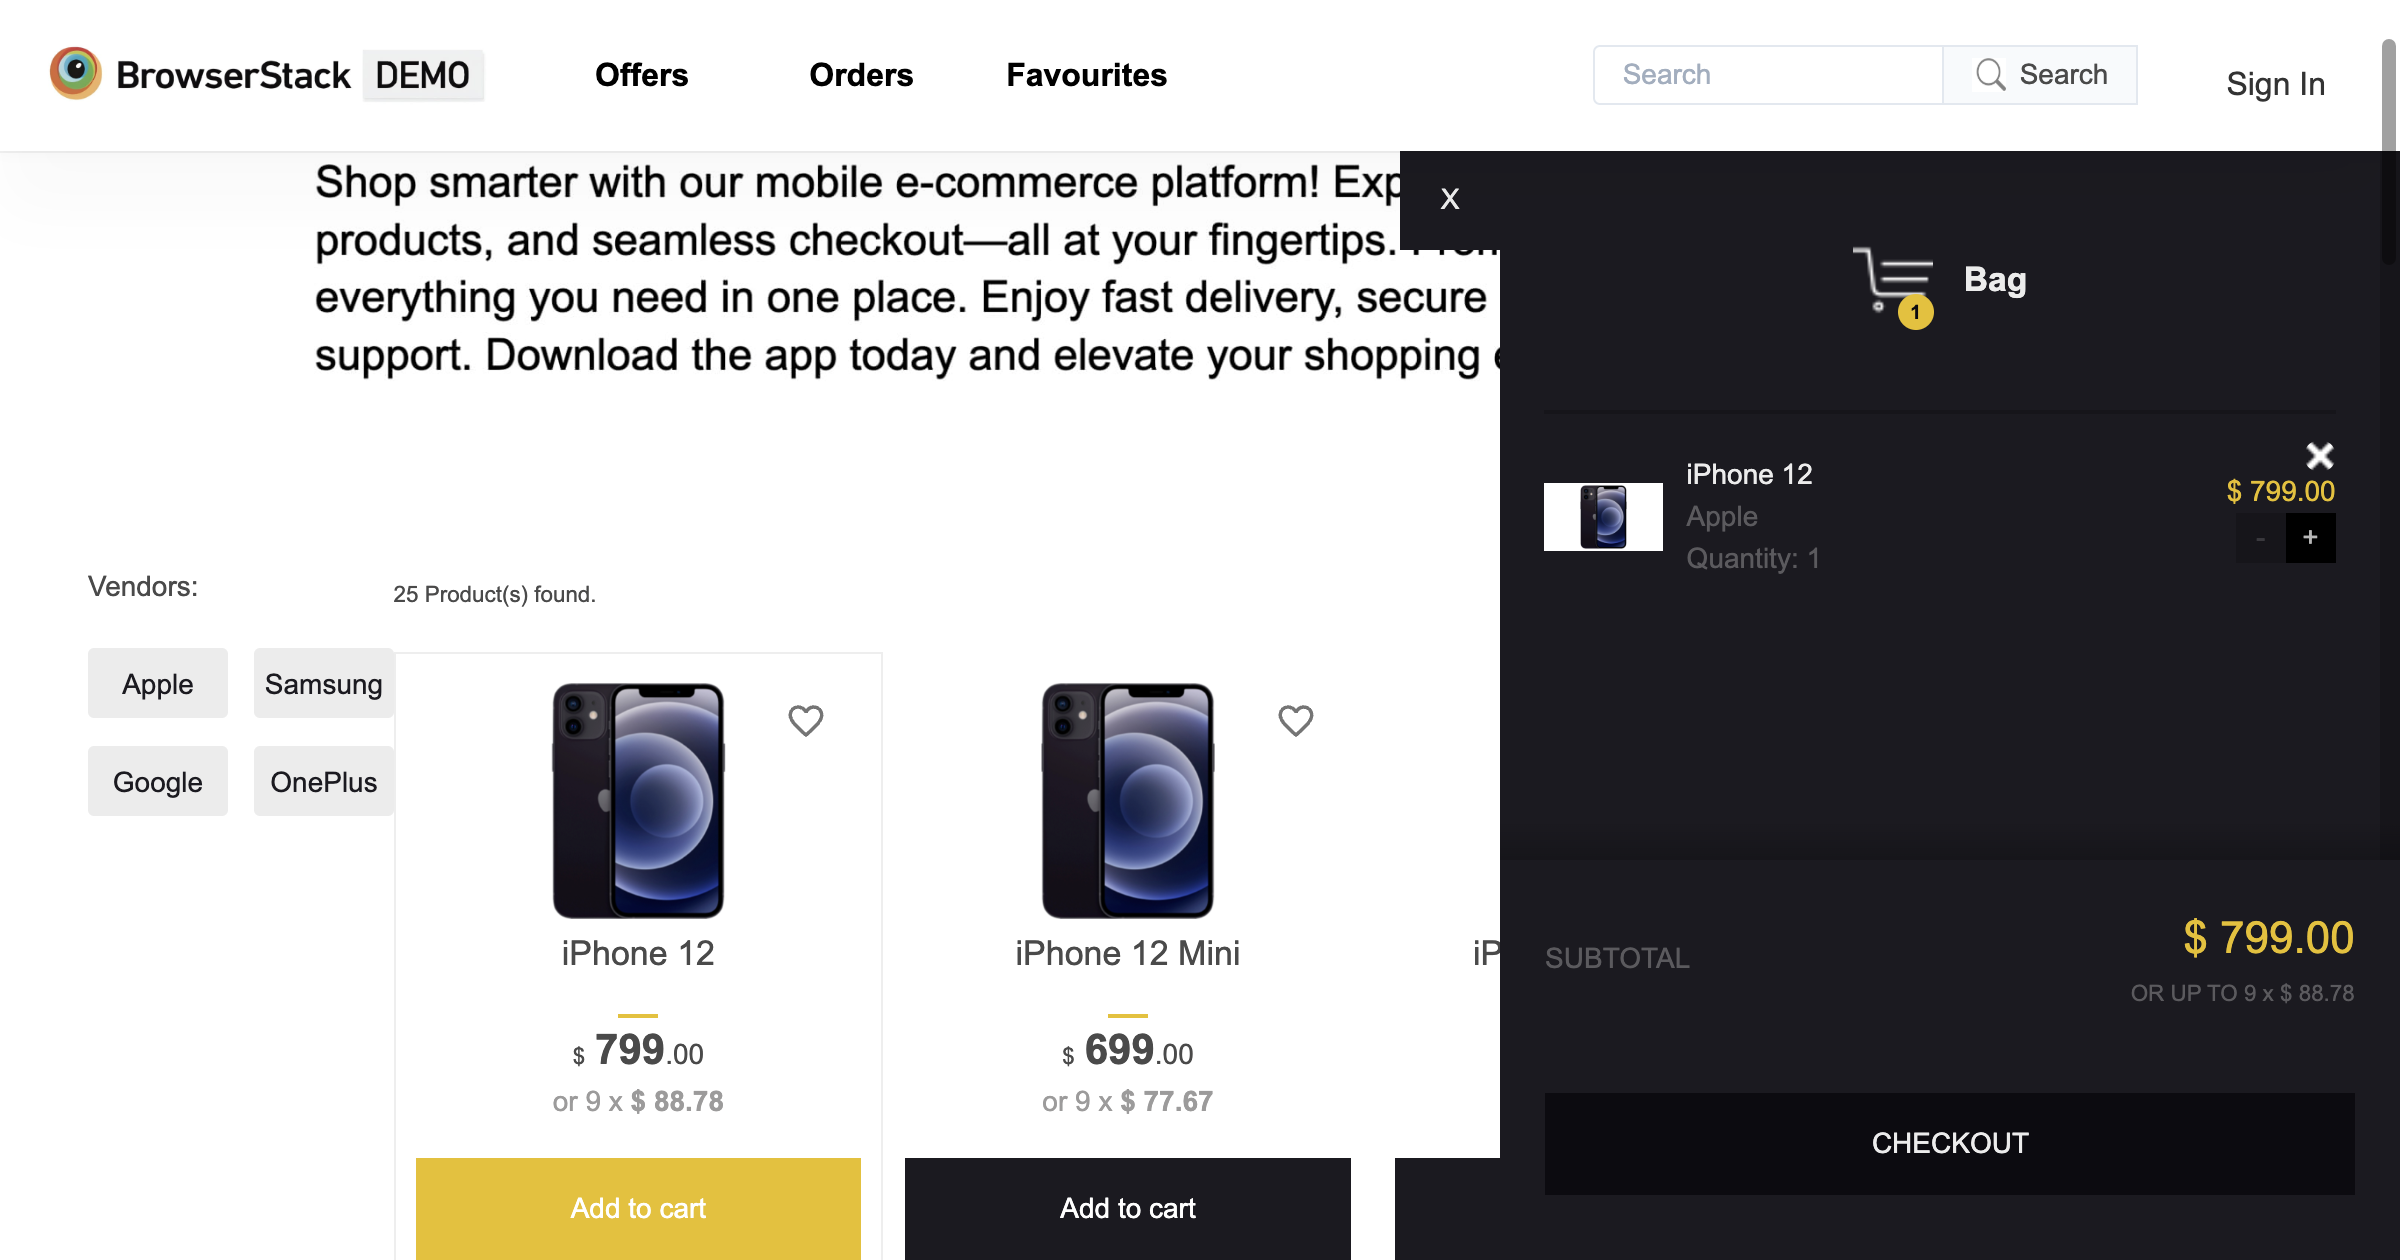 BrowserStack DEMO
Offers
Orders
Favourites
Search
Search
Sign In
Shop smarter with our mobile e-commerce platform! Exp
products, and seamless checkout—all at your fingertips.
everything you need in one place. Enjoy fast delivery, secure
support. Download the app today and elevate your shopping
Vendors:
Apple
Samsung
Google
OnePlus
25 Product(s) found.
iPhone 12
$ 799.00
or 9 x $ 88.78
Add to cart
iPhone 12 Mini
$ 699.00
or 9 x $ 77.67
Add to cart
iP
X
1
Bag
iPhone 12
Apple
Quantity: 1
$ 799.00
-
+
SUBTOTAL
$ 799.00
OR UP TO 9 x $ 88.78
CHECKOUT